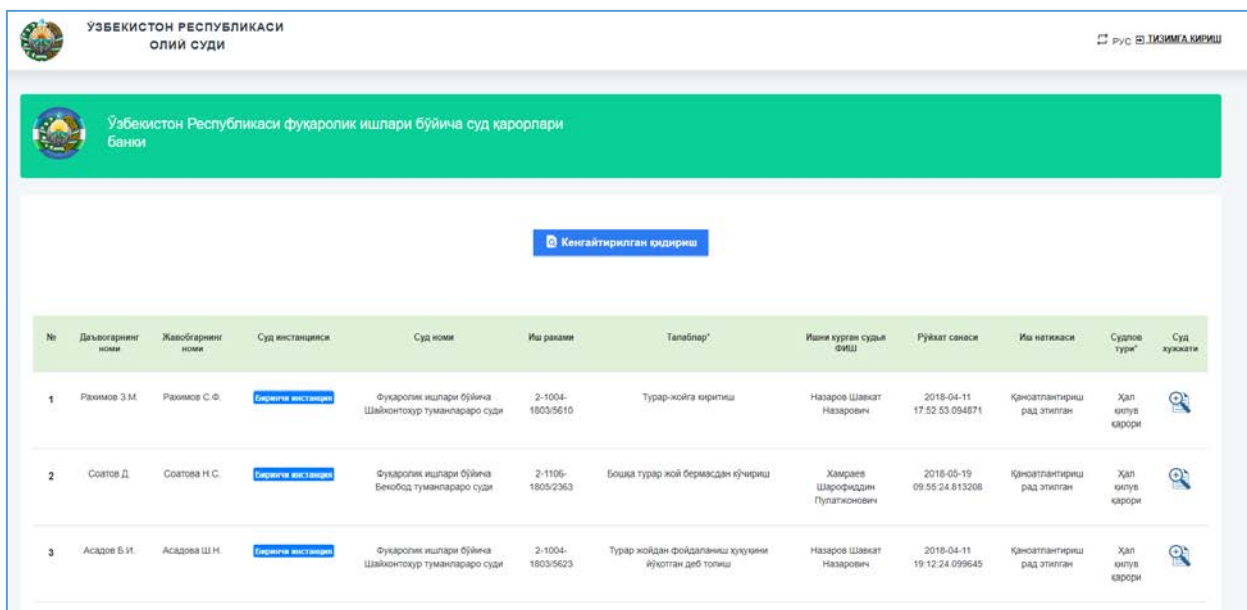 ЎЗБЕКИСТОН РЕСПУБЛИКАСИ
ОЛИЙ СУДИ
РУС ТИЗИМГА КИРИШ
Ўзбекистон Республикаси фуқаролик ишлари бўйича суд қарорлари
банки
Кенгайтирилган қидириш
№ Даъвогарнинг Жавобгарнинг Суд инстанцияси Суд номи Иш рақами Талаблар* Ишни кўрган судья Рўйхат санаси Иш натижаси Судлов Суд
номи номи ФИШ тури* ҳужжати
1 Рахимов З.М. Рахимов С.Ф. Биринчи инстанция Фуқаролик ишлари бўйича 2-1004- Турар-жойга киритиш Назаров Шавкат 2018-04-11 Қаноатлантириш Ҳал
Шайхонтоҳур туманлараро суди 1803/5610 Назарович 17:52:53.094871 рад этилган қилув
қарори
2 Соатов Д. Соатова Н.С. Биринчи инстанция Фуқаролик ишлари бўйича 2-1106- Бошқа турар жой бермасдан кўчириш Хамраев 2018-05-19 Қаноатлантириш Ҳал
Бекобод туманлараро суди 1805/2363 Шарофиддин 09:55:24.813208 рад этилган қилув
Пулатжонович қарори
3 Асадов Б.И. Асадова Ш.Н. Биринчи инстанция Фуқаролик ишлари бўйича 2-1004- Турар жойдан фойдаланиш ҳуқуқини Назаров Шавкат 2018-04-11 Қаноатлантириш Ҳал
Шайхонтоҳур туманлараро суди 1803/5623 йўқотган деб топиш Назарович 19:12:24.099645 рад этилган қилув
қарори